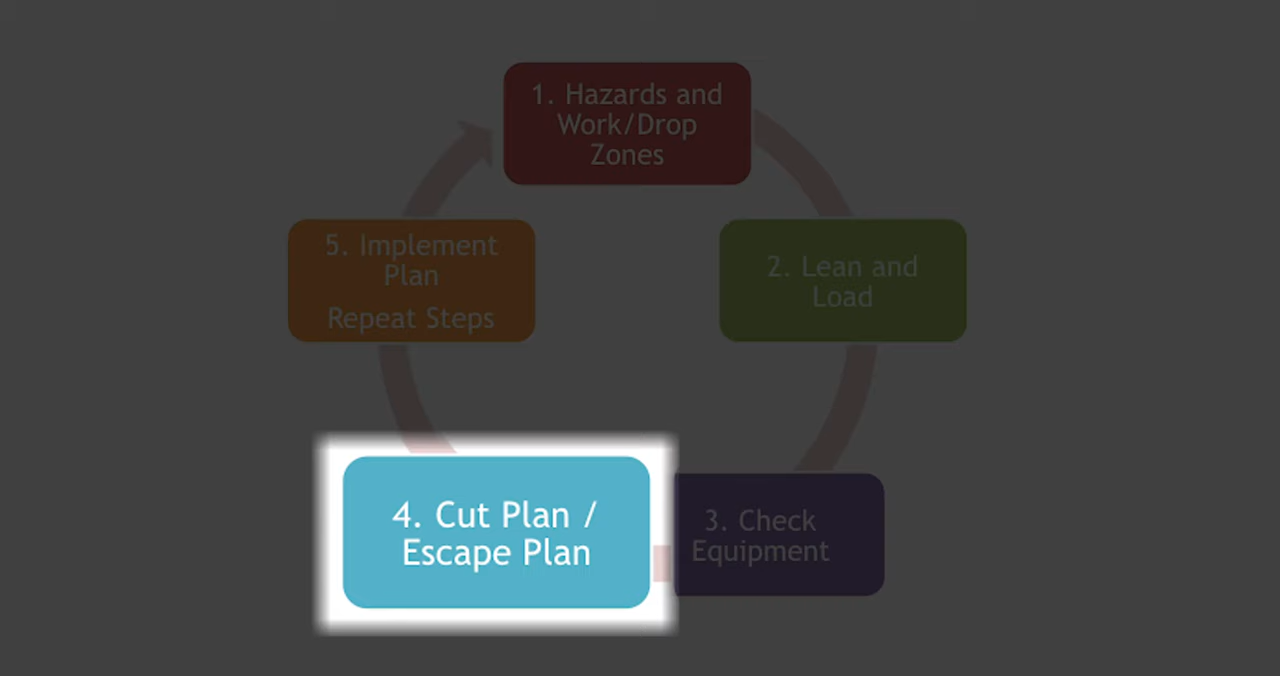 1. Hazards and
Work/Drop
Zones
2. Lean and
Load
3. Check
Equipment
4. Cut Plan /
Escape Plan
5. Implement
Plan
Repeat Steps